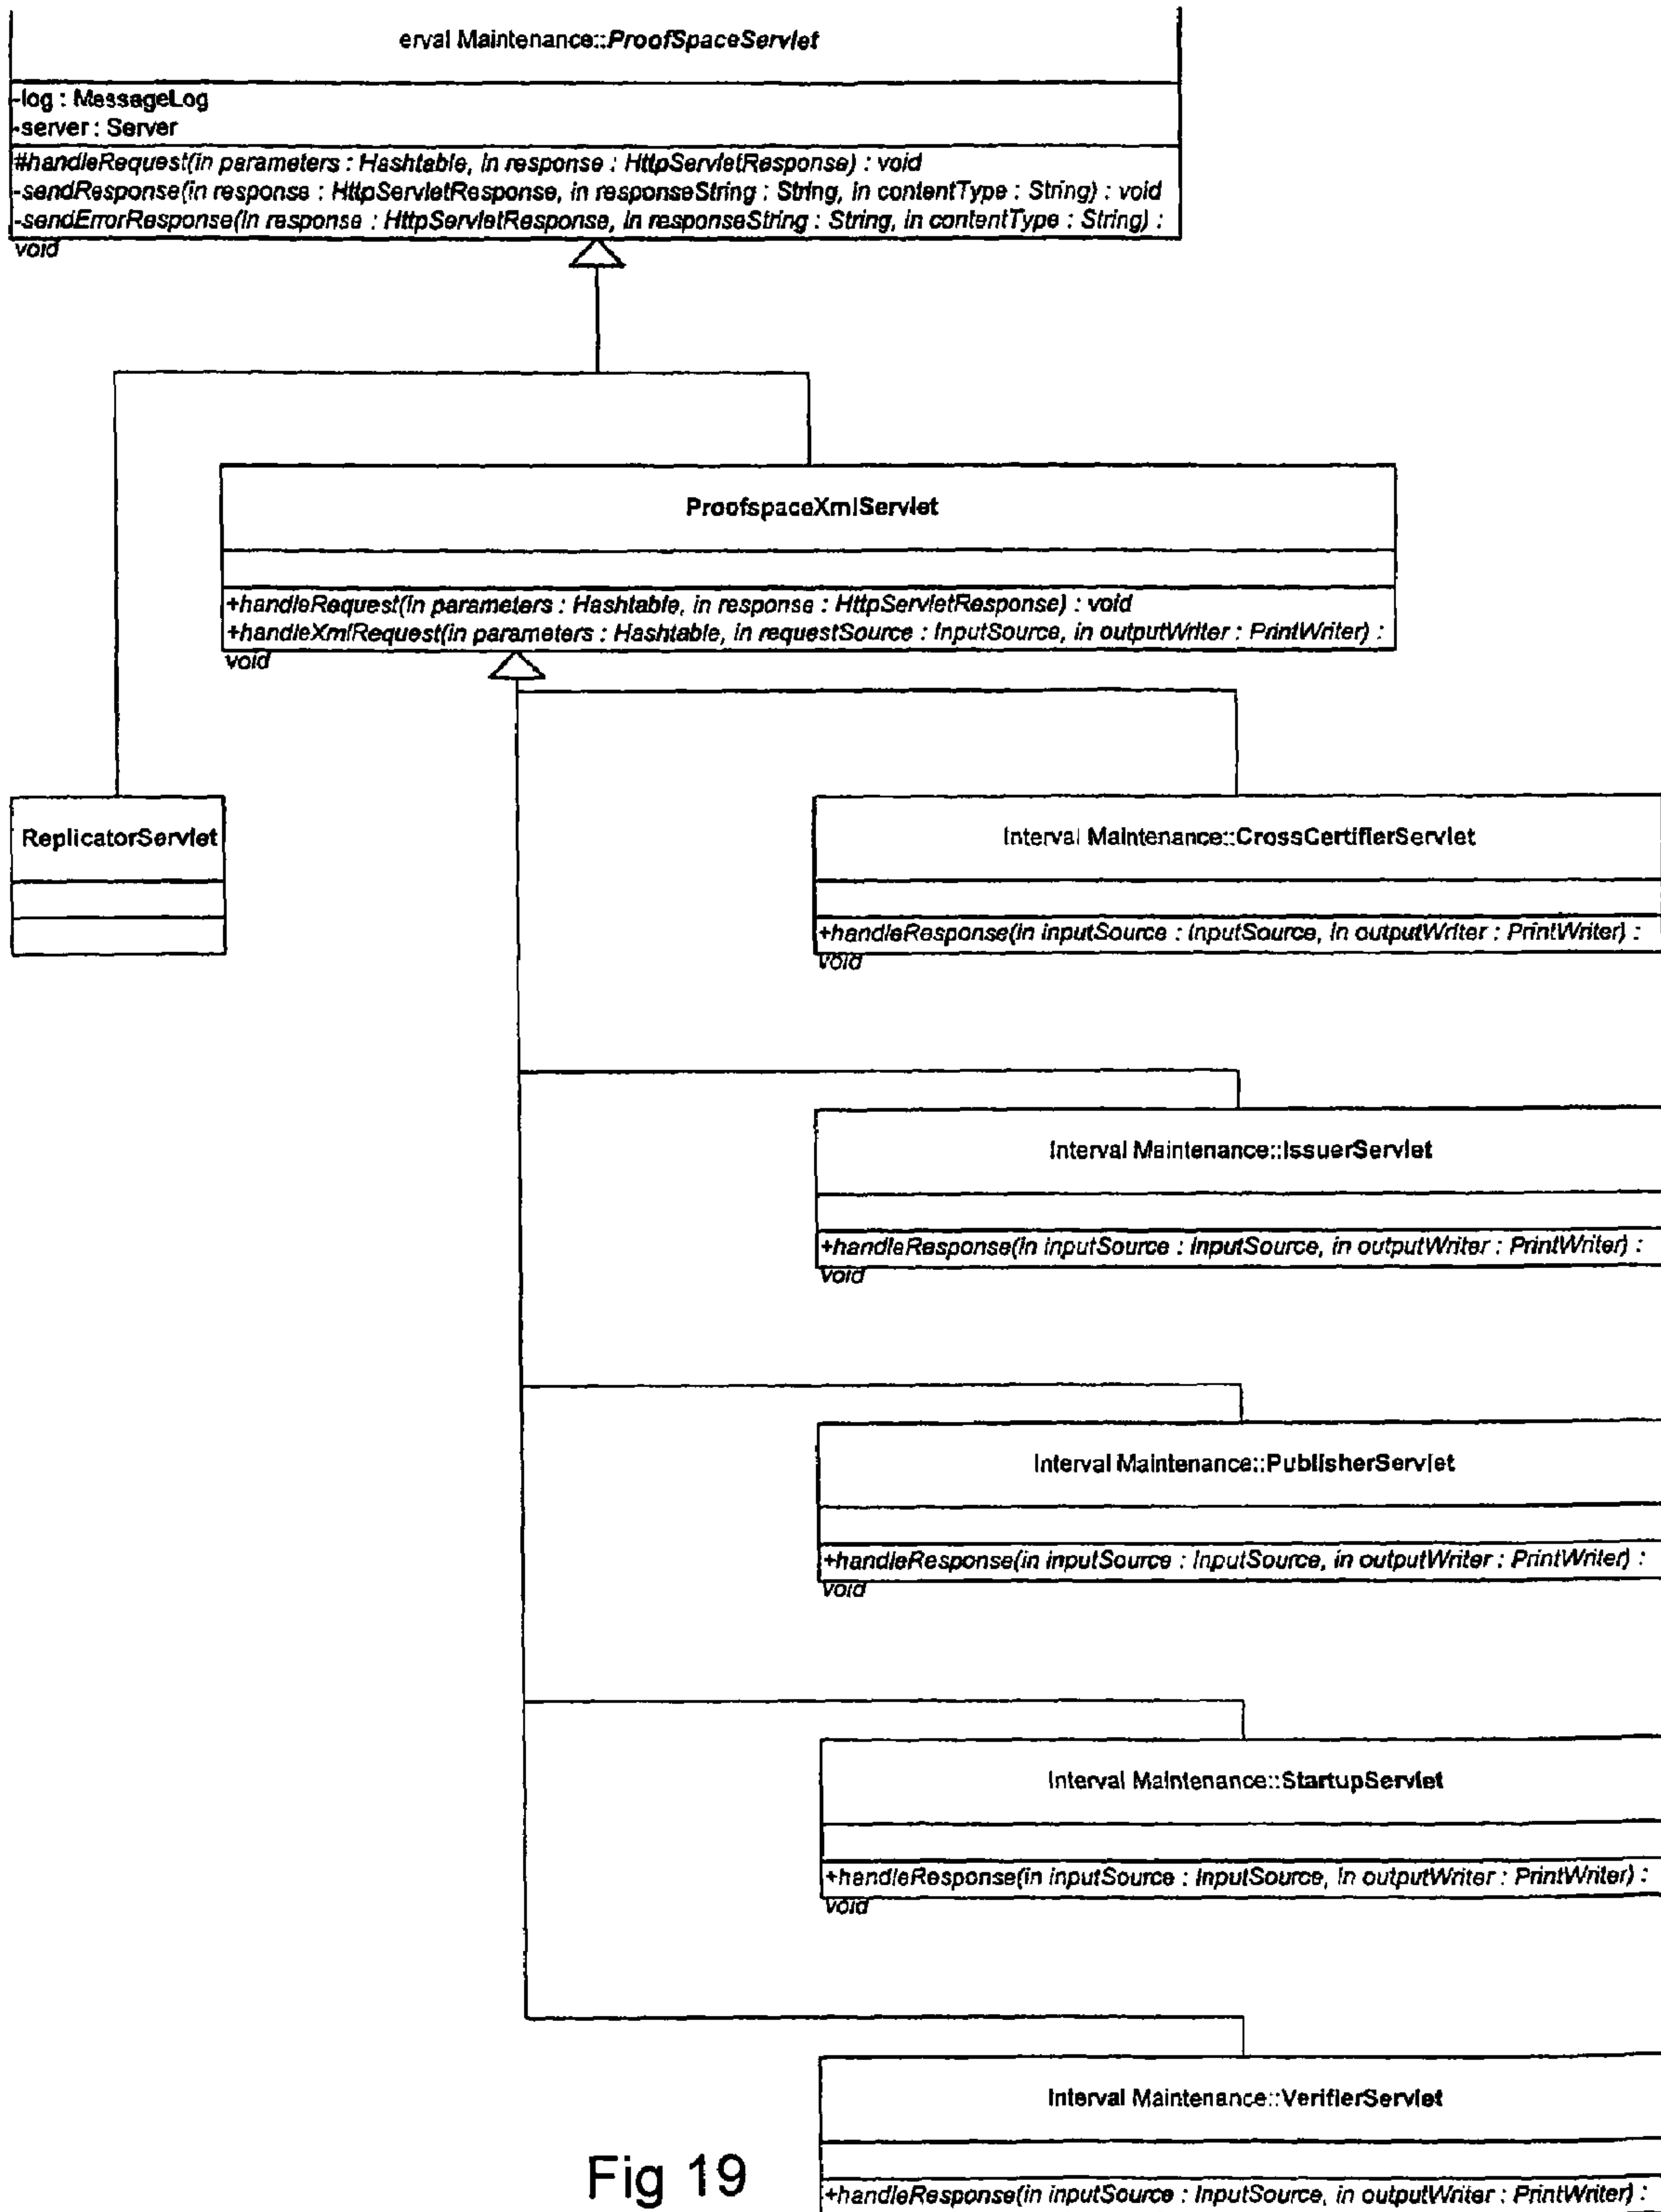 erval Maintenance::ProofSpaceServlet
-log : MessageLog
-server : Server
#handleRequest(in parameters : Hashtable, in response : HttpServletResponse) : void
-sendResponse(in response : HttpServletResponse, in responseString : String, in contentType : String) : void
-sendErrorResponse(in response : HttpServletResponse, in responseString : String, in contentType : String) :
void
ProofspaceXmlServlet
+handleRequest(in parameters : Hashtable, in response : HttpServletResponse) : void
+handleXmlRequest(in parameters : Hashtable, in requestSource : InputSource, in outputWriter : PrintWriter) :
void
ReplicatorServlet
Interval Maintenance::CrossCertifierServlet
+handleResponse(in inputSource : InputSource, in outputWriter : PrintWriter) :
void
Interval Maintenance::IssuerServlet
+handleResponse(in inputSource : InputSource, in outputWriter : PrintWriter) :
void
Interval Maintenance::PublisherServlet
+handleResponse(in inputSource : InputSource, in outputWriter : PrintWriter) :
void
Interval Maintenance::StartupServlet
+handleResponse(in inputSource : InputSource, in outputWriter : PrintWriter) :
void
Interval Maintenance::VerifierServlet
+handleResponse(in inputSource : InputSource, in outputWriter : PrintWriter) :
Fig 19